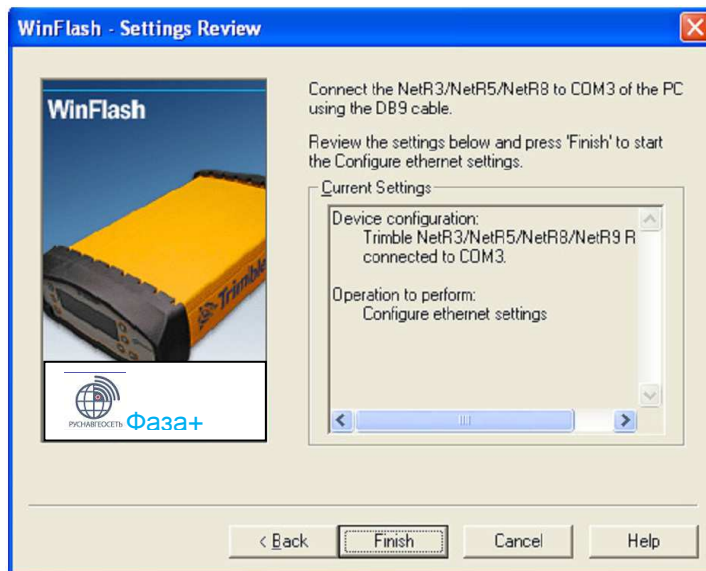 WinFlash - Settings Review
WinFlash
Trimble
РУСНАВГЕОСЕТЬ Фаза+
Connect the NetR3/NetR5/NetR8 to COM3 of the PC
using the DB9 cable.
Review the settings below and press 'Finish' to start
the Configure ethernet settings.
Current Settings
Device configuration:
Trimble NetR3/NetR5/NetR8/NetR9 R
connected to COM3.
Operation to perform:
Configure ethernet settings
< Back
Finish
Cancel
Help